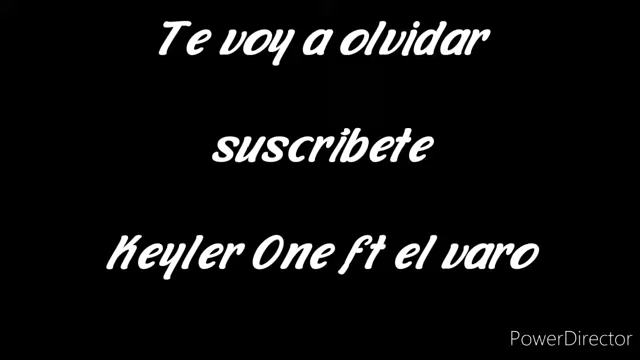 Te voy a olvidar
suscribete
Keyler One ft el varo
PowerDirector